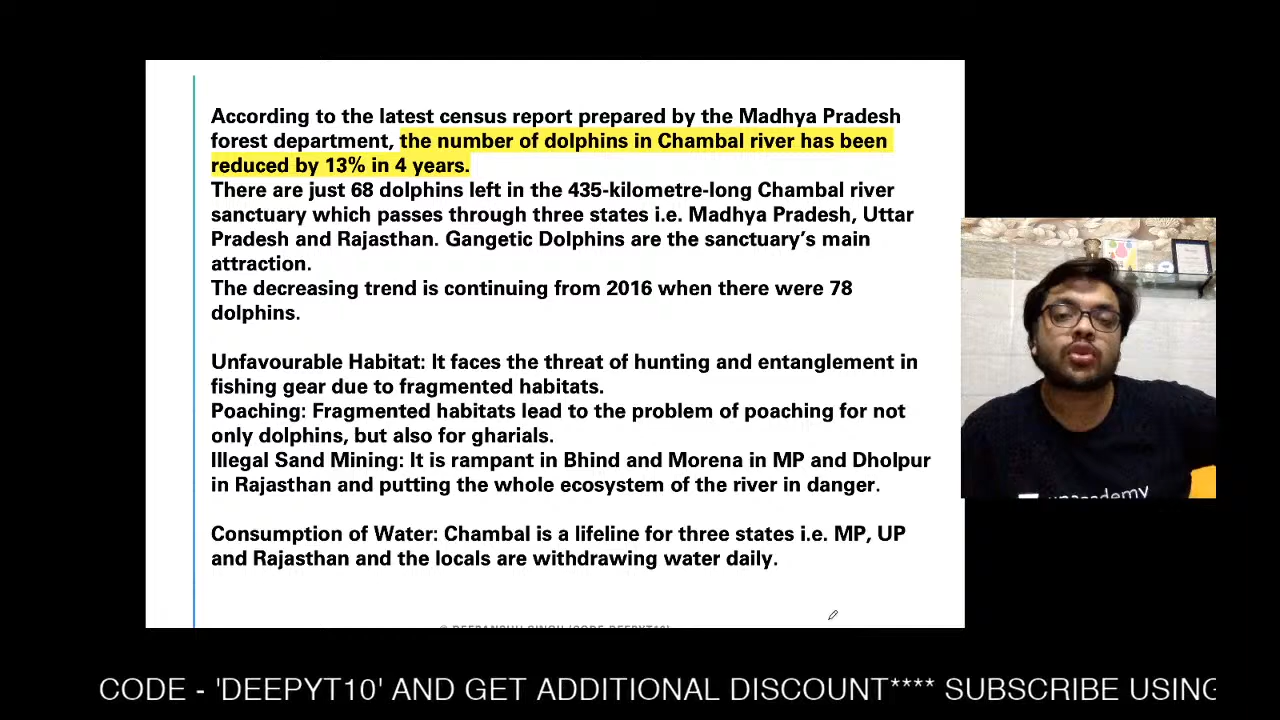 According to the latest census report prepared by the Madhya Pradesh
forest department, the number of dolphins in Chambal river has been
reduced by 13% in 4 years.
There are just 68 dolphins left in the 435-kilometre-long Chambal river
sanctuary which passes through three states i.e. Madhya Pradesh, Uttar
Pradesh and Rajasthan. Gangetic Dolphins are the sanctuary's main
attraction.
The decreasing trend is continuing from 2016 when there were 78
dolphins.
Unfavourable Habitat: It faces the threat of hunting and entanglement in
fishing gear due to fragmented habitats.
Poaching: Fragmented habitats lead to the problem of poaching for not
only dolphins, but also for gharials.
Illegal Sand Mining: It is rampant in Bhind and Morena in MP and Dholpur
in Rajasthan and putting the whole ecosystem of the river in danger.
Consumption of Water: Chambal is a lifeline for three states i.e. MP, UP
and Rajasthan and the locals are withdrawing water daily.
unacademy
CODE - 'DEEPYT10' AND GET ADDITIONAL DISCOUNT**** SUBSCRIBE USING